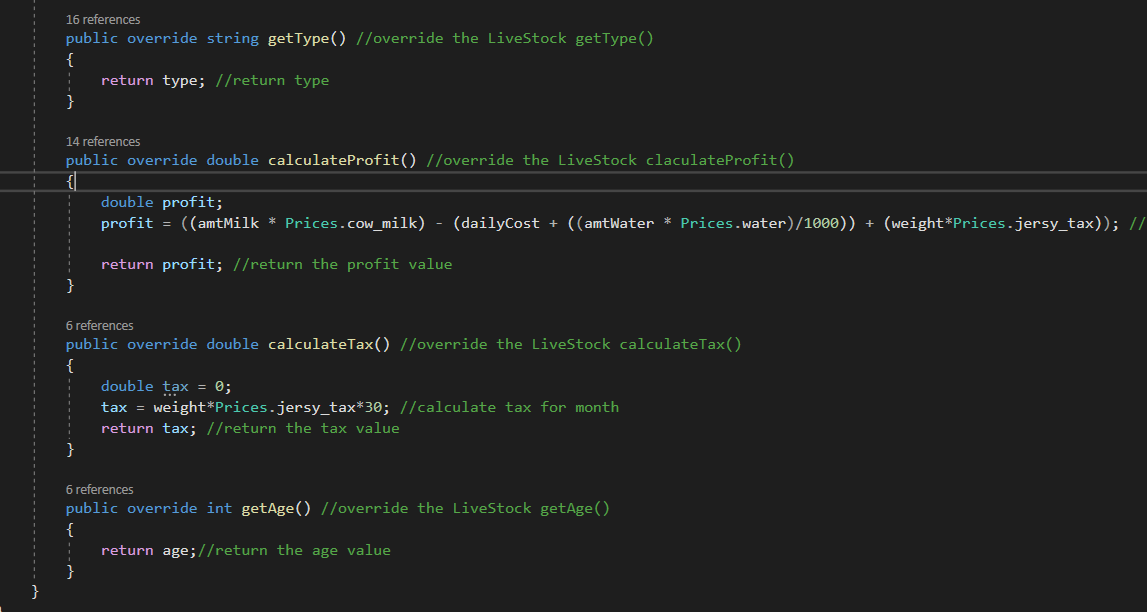 16 references
public override string getType() //override the LiveStock getType()
{
return type; //return type
}
14 references
public override double calculateProfit() //override the LiveStock claculateProfit()
{
double profit;
profit = ((amtMilk * Prices.cow_milk) - (dailyCost + ((amtWater * Prices.water)/1000)) + (weight*Prices.jersy_tax)); //
return profit; //return the profit value
}
6 references
public override double calculateTax() //override the LiveStock calculateTax()
{
double tax = 0;
tax = weight*Prices.jersy_tax*30; //calculate tax for month
return tax; //return the tax value
}
6 references
public override int getAge() //override the LiveStock getAge()
{
return age;//return the age value
}
}